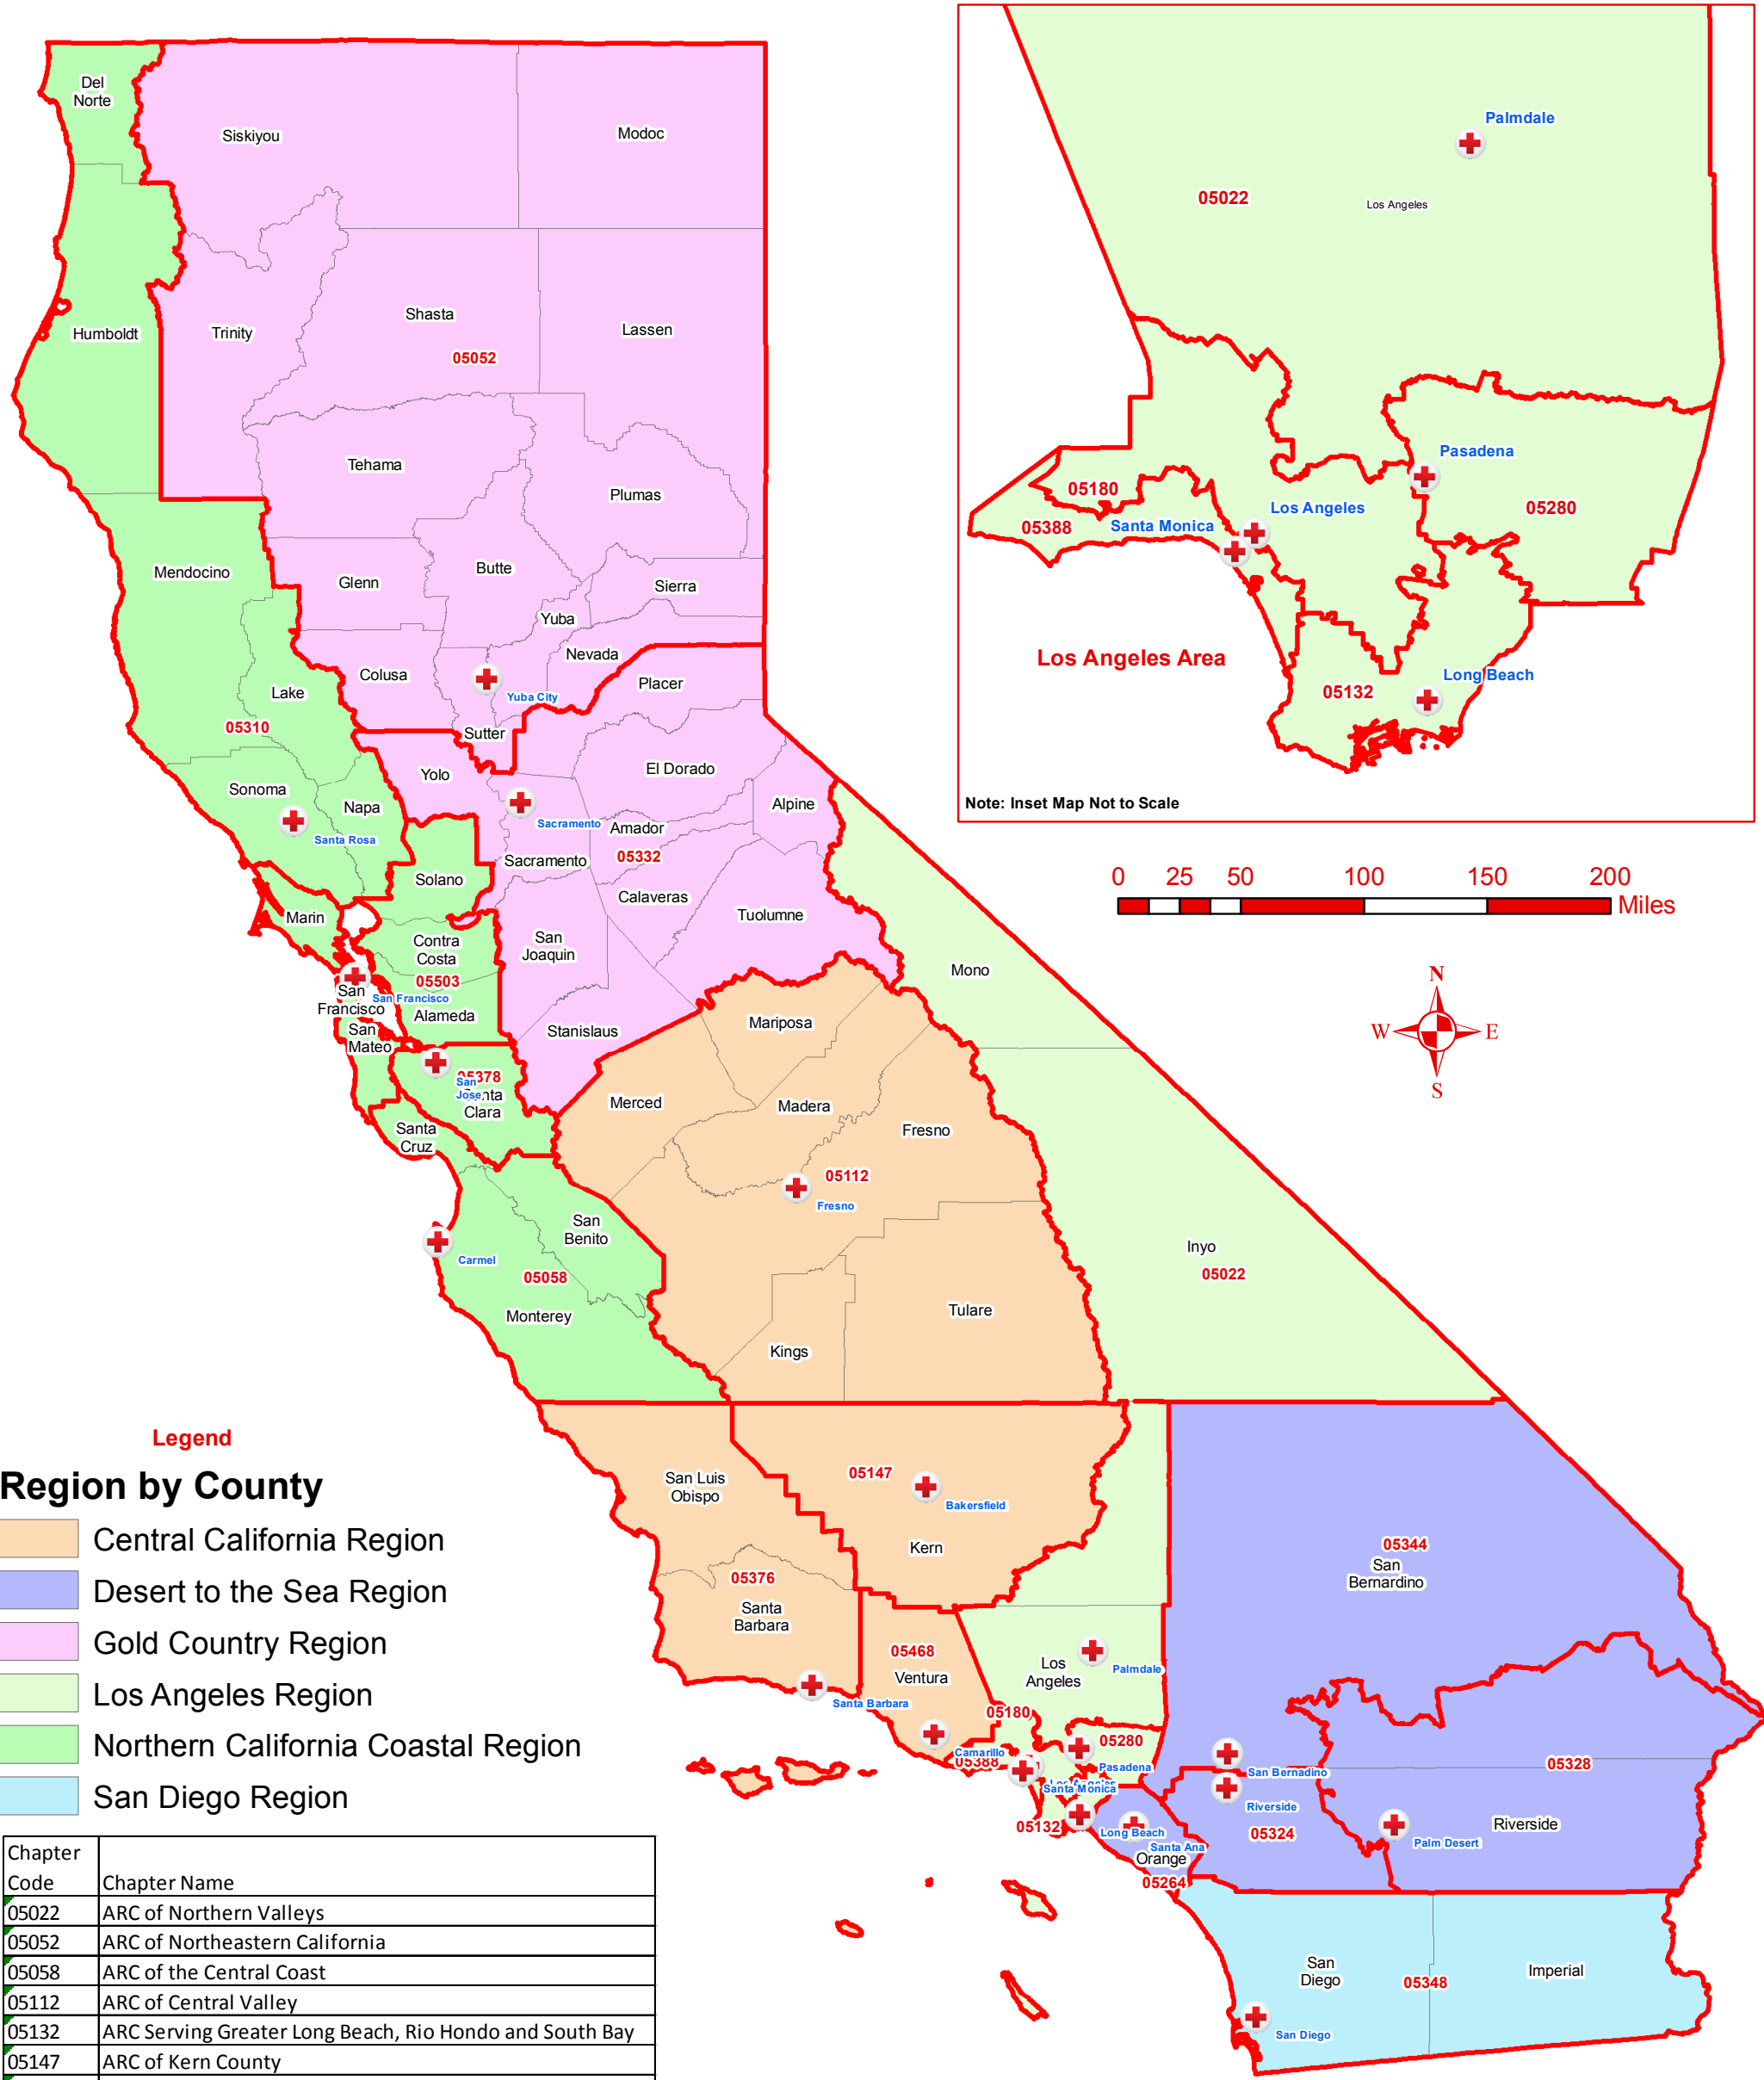 Del
Norte
Siskiyou
Modoc
Humboldt
Trinity
Shasta
05052
Lassen
Tehama
Plumas
Mendocino
Glenn
Butte
Sierra
Yuba
Nevada
Colusa
Yuba City
Placer
Lake
05310
Sutter
Yolo
El Dorado
Sonoma
Napa
Alpine
Santa Rosa
Sacramento
Amador
05332
Sacramento
Solano
Calaveras
Marin
Tuolumne
Contra
Costa
San
Joaquin
05503
San
Francisco
San Francisco
Alameda
San
Mateo
Stanislaus
Mono
Mariposa
05378
San
Jose
Santa
Clara
Merced
Madera
Fresno
Santa
Cruz
05112
Fresno
San
Benito
Carmel
05058
Monterey
Inyo
05022
Tulare
Kings
San Luis
Obispo
05147
Bakersfield
Kern
05376
Santa
Barbara
Santa Barbara
05468
Ventura
Camarillo
Los
Angeles
Palmdale
05180
05388
05280
Pasadena
Los Angeles
Santa Monica
05132
Long Beach
Santa Ana
Orange
05264
05344
San
Bernardino
San Bernadino
Riverside
05324
05328
Riverside
Palm Desert
San
Diego
05348
Imperial
San Diego
Palmdale
05022
Los Angeles
Pasadena
05180
Los Angeles
05280
05388
Santa Monica
Los Angeles Area
Long Beach
05132
Note: Inset Map Not to Scale
0 25 50 100 150 200
Miles
N
W E
S
Legend
Region by County
Central California Region
Desert to the Sea Region
Gold Country Region
Los Angeles Region
Northern California Coastal Region
San Diego Region
Chapter
Code Chapter Name
05022 ARC of Northern Valleys
05052 ARC of Northeastern California
05058 ARC of the Central Coast
05112 ARC of Central Valley
05132 ARC Serving Greater Long Beach, Rio Hondo and South Bay
05147 ARC of Kern County